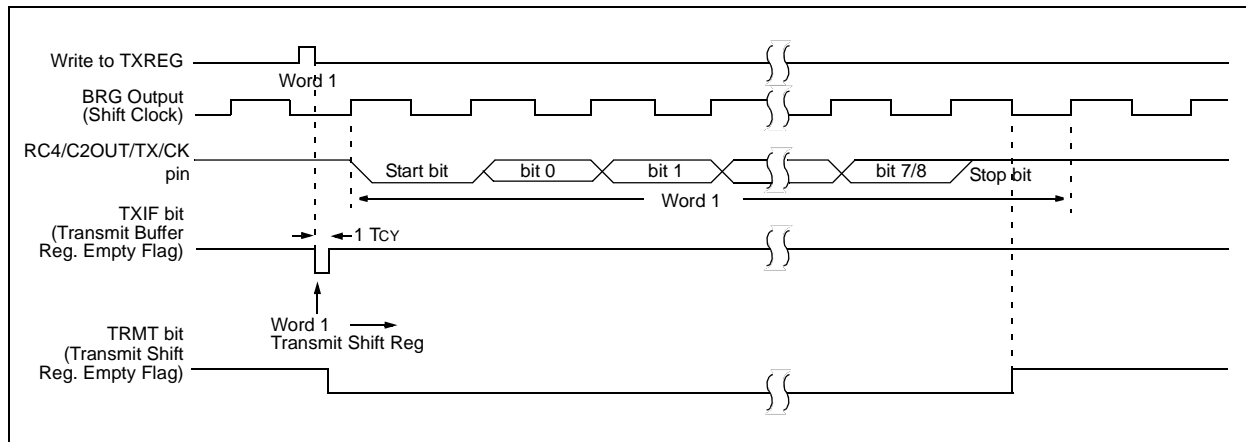 Write to TXREG
Word 1
BRG Output
(Shift Clock)
RC4/C2OUT/TX/CK
pin
Start bit
bit 0
bit 1
bit 7/8
Stop bit
Word 1
TXIF bit
(Transmit Buffer
Reg. Empty Flag)
1 TCY
Word 1
Transmit Shift Reg
TRMT bit
(Transmit Shift
Reg. Empty Flag)